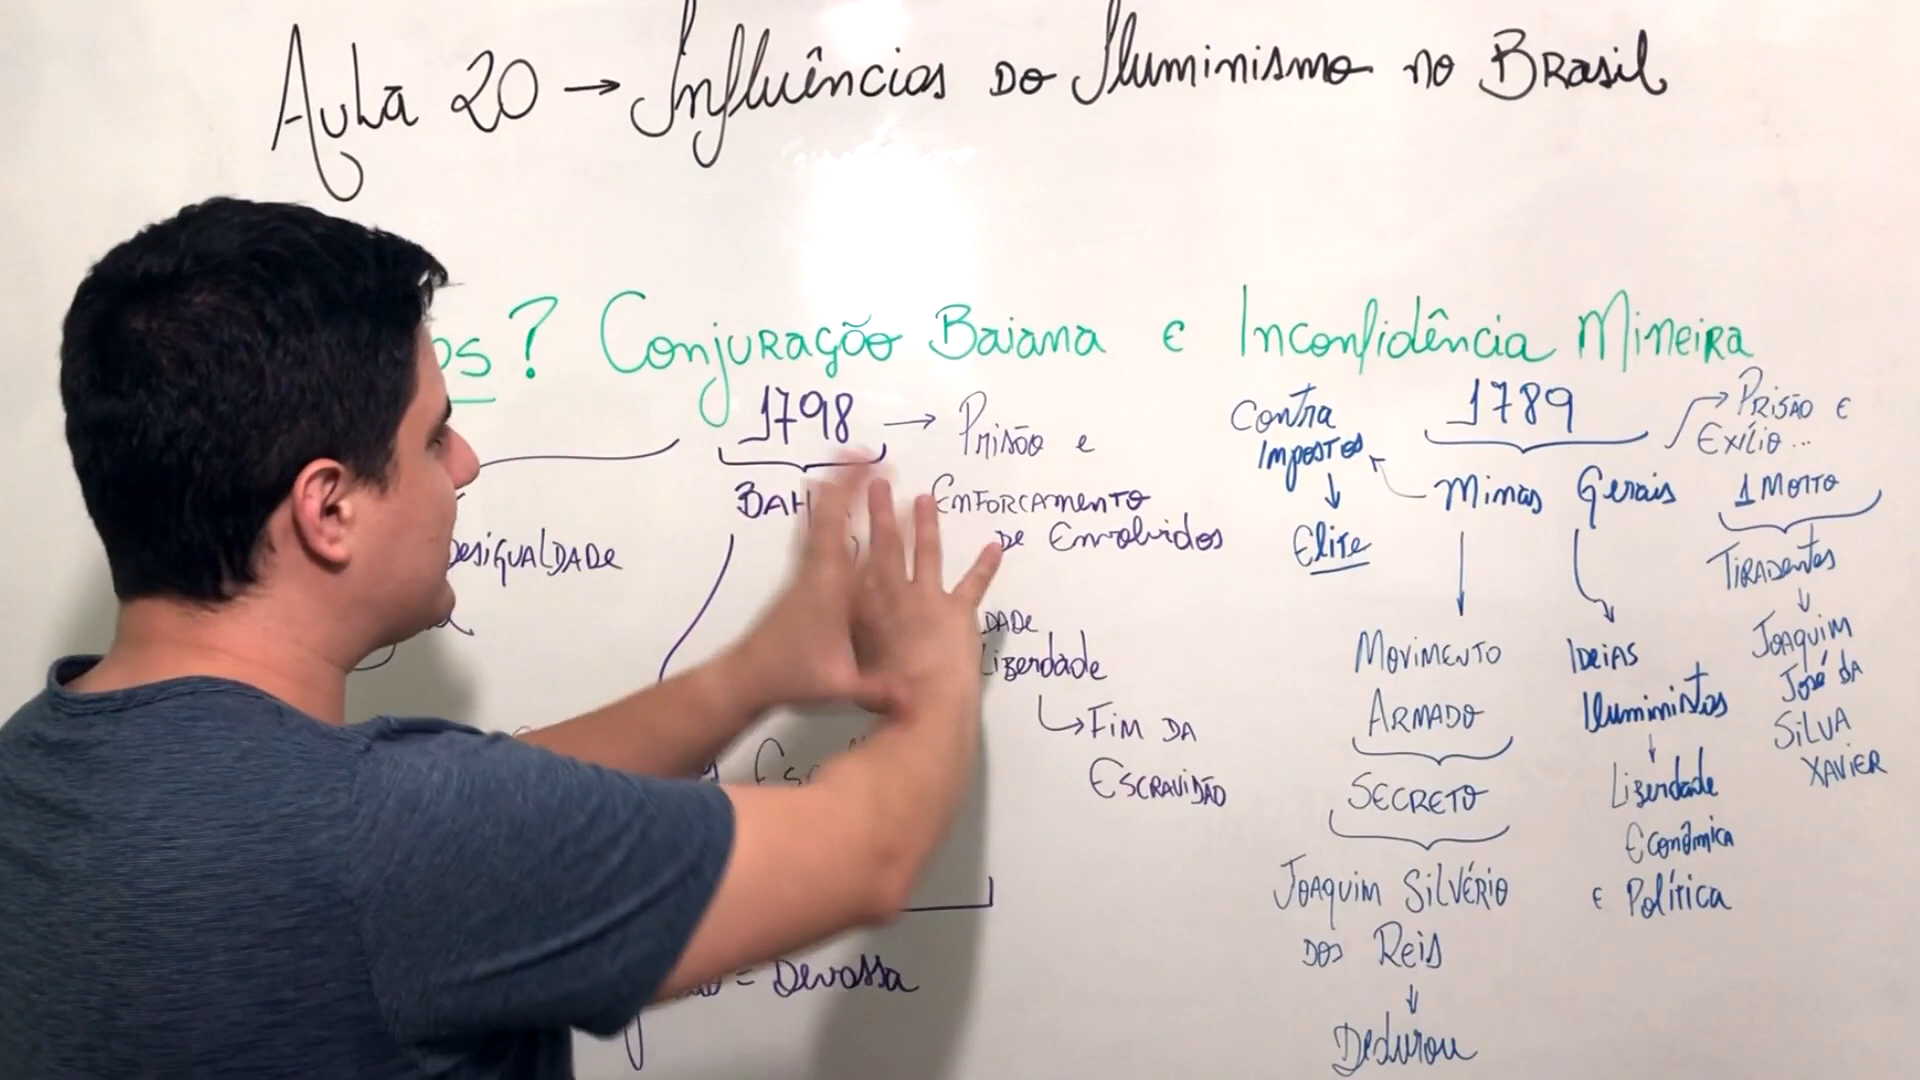 Aula 20 → Influências do Iluminismo no Brasil
os? Conjuração Baiana e Inconfidência Mineira
1798 → Prisão e
Enforcamento
de Envolvidos
Desigualdade
dade
Liberdade
Fim da
Escravidão
= Devassa
1789
Minas Gerais
Contra
Impostos
Elite
Prisão e
Exílio...
1 Morto
Tiradentes
Joaquim
José da
Silva
Xavier
Movimento
Armado
Secreto
Joaquim Silvério
dos Reis
Dedurou
Ideias
Iluministas
Liberdade
Econômica
e Política